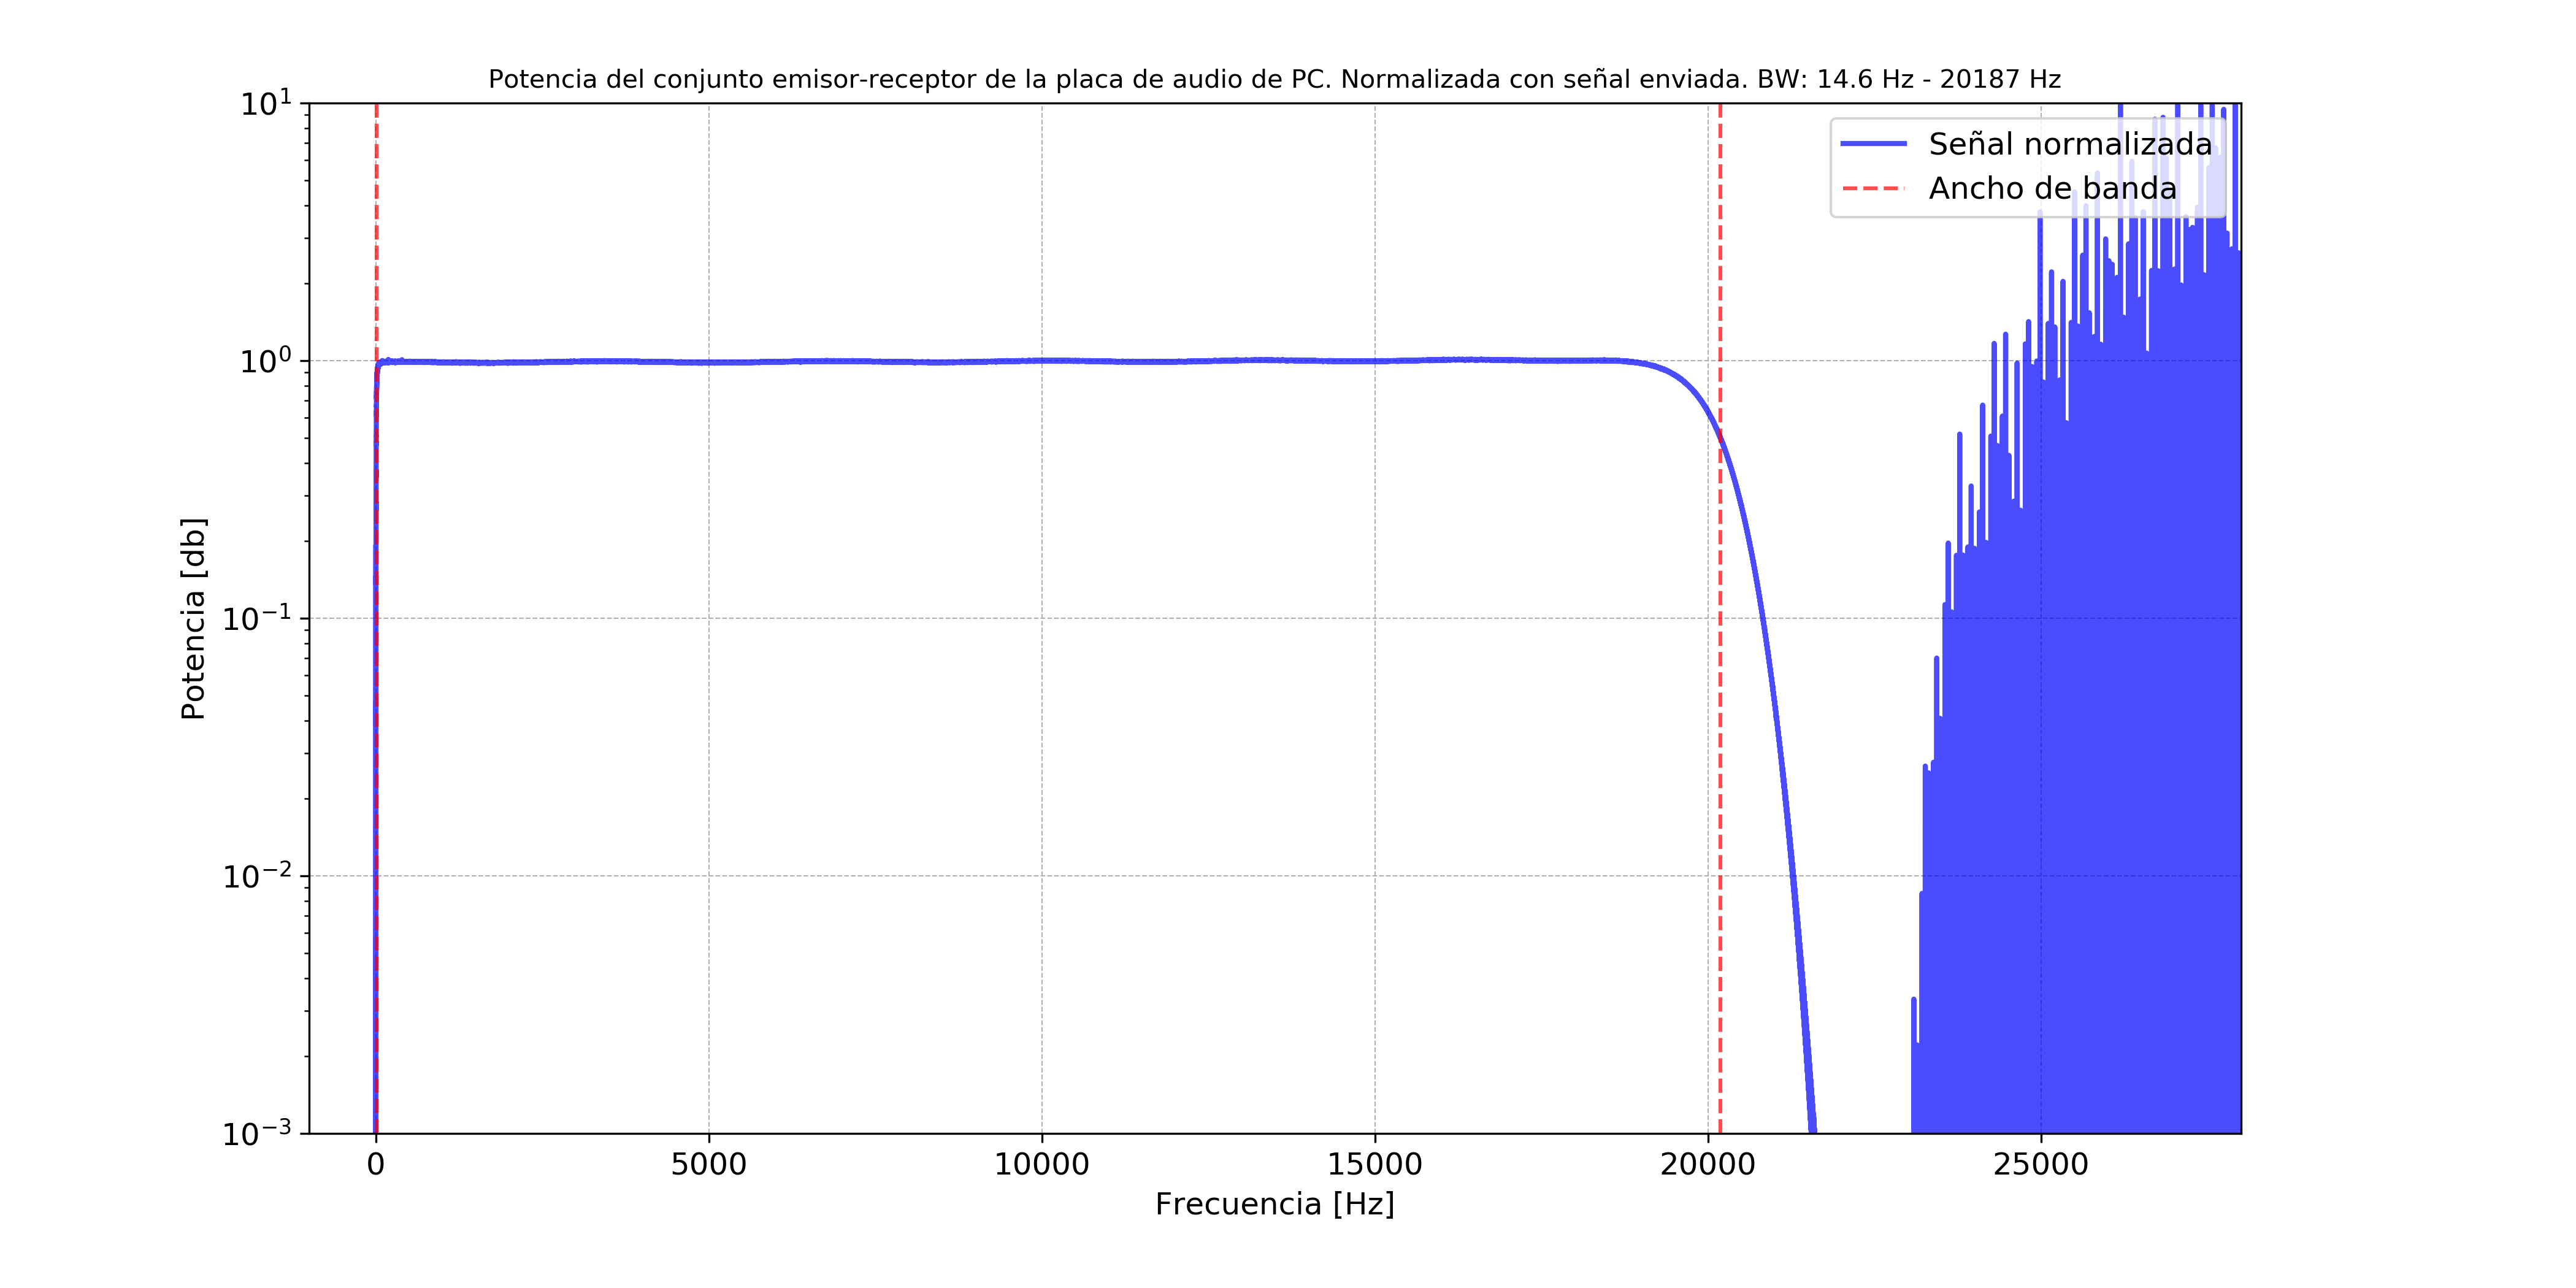 Potencia del conjunto emisor-receptor de la placa de audio de PC. Normalizada con señal enviada. BW: 14.6 Hz - 20187 Hz
Señal normalizada
Ancho de banda
Potencia [db]
10¹
10⁰
10⁻¹
10⁻²
10⁻³
0 5000 10000 15000 20000 25000
Frecuencia [Hz]